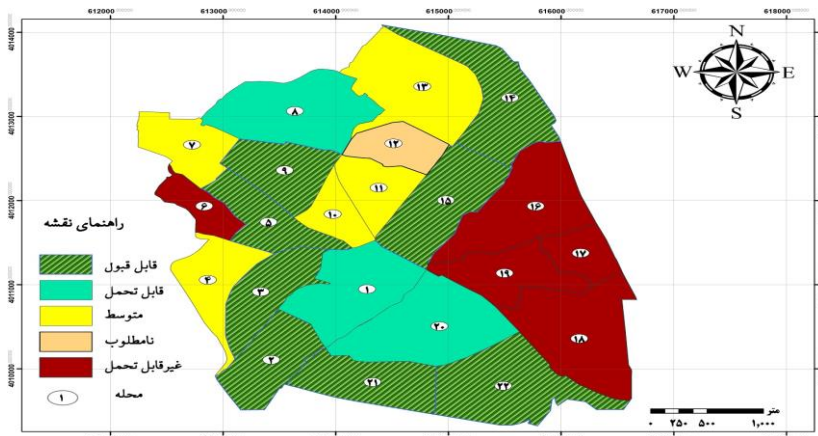 612000 613000 614000 615000 616000 617000 618000
4014000
4013000
4012000
4011000
4010000
N
W E
S
۱۳
۱۴
۸
۱۲
۷
۹
۱۱
۶
۵
۱۰
۱۵
۱۶
۴
۳
۱
۱۹
۱۷
۲۰
۱۸
۲
۲۱
۲۲
راهنمای نقشه
قابل قبول
قابل تحمل
متوسط
نامطلوب
غیرقابل تحمل
۱ محله
متر
۰ ۲۵۰ ۵۰۰ ۱,۰۰۰